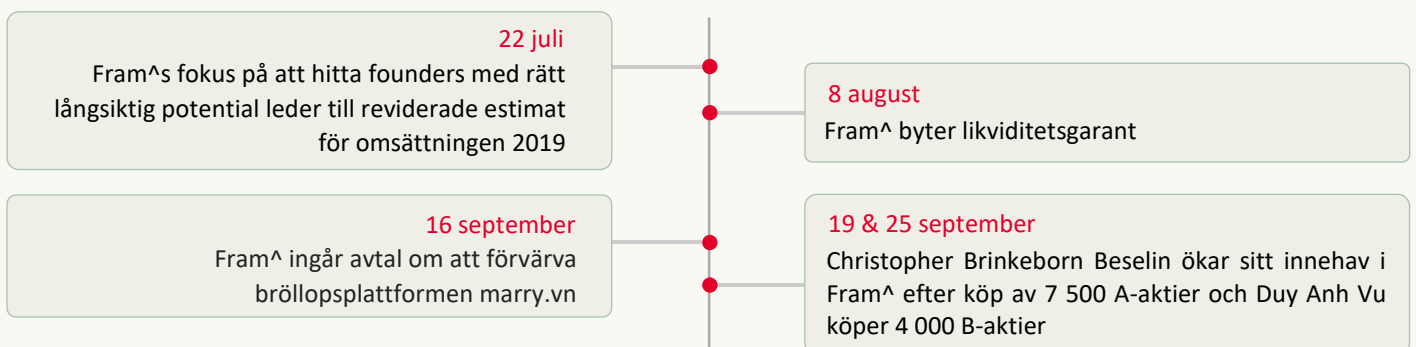 22 juli
Fram^s fokus på att hitta founders med rätt
långsiktig potential leder till reviderade estimat
för omsättningen 2019
8 august
Fram^ byter likviditetsgarant
16 september
Fram^ ingår avtal om att förvärva
bröllopsplattformen marry.vn
19 & 25 september
Christopher Brinkeborn Beselin ökar sitt innehav i
Fram^ efter köp av 7 500 A-aktier och Duy Anh Vu
köper 4 000 B-aktier